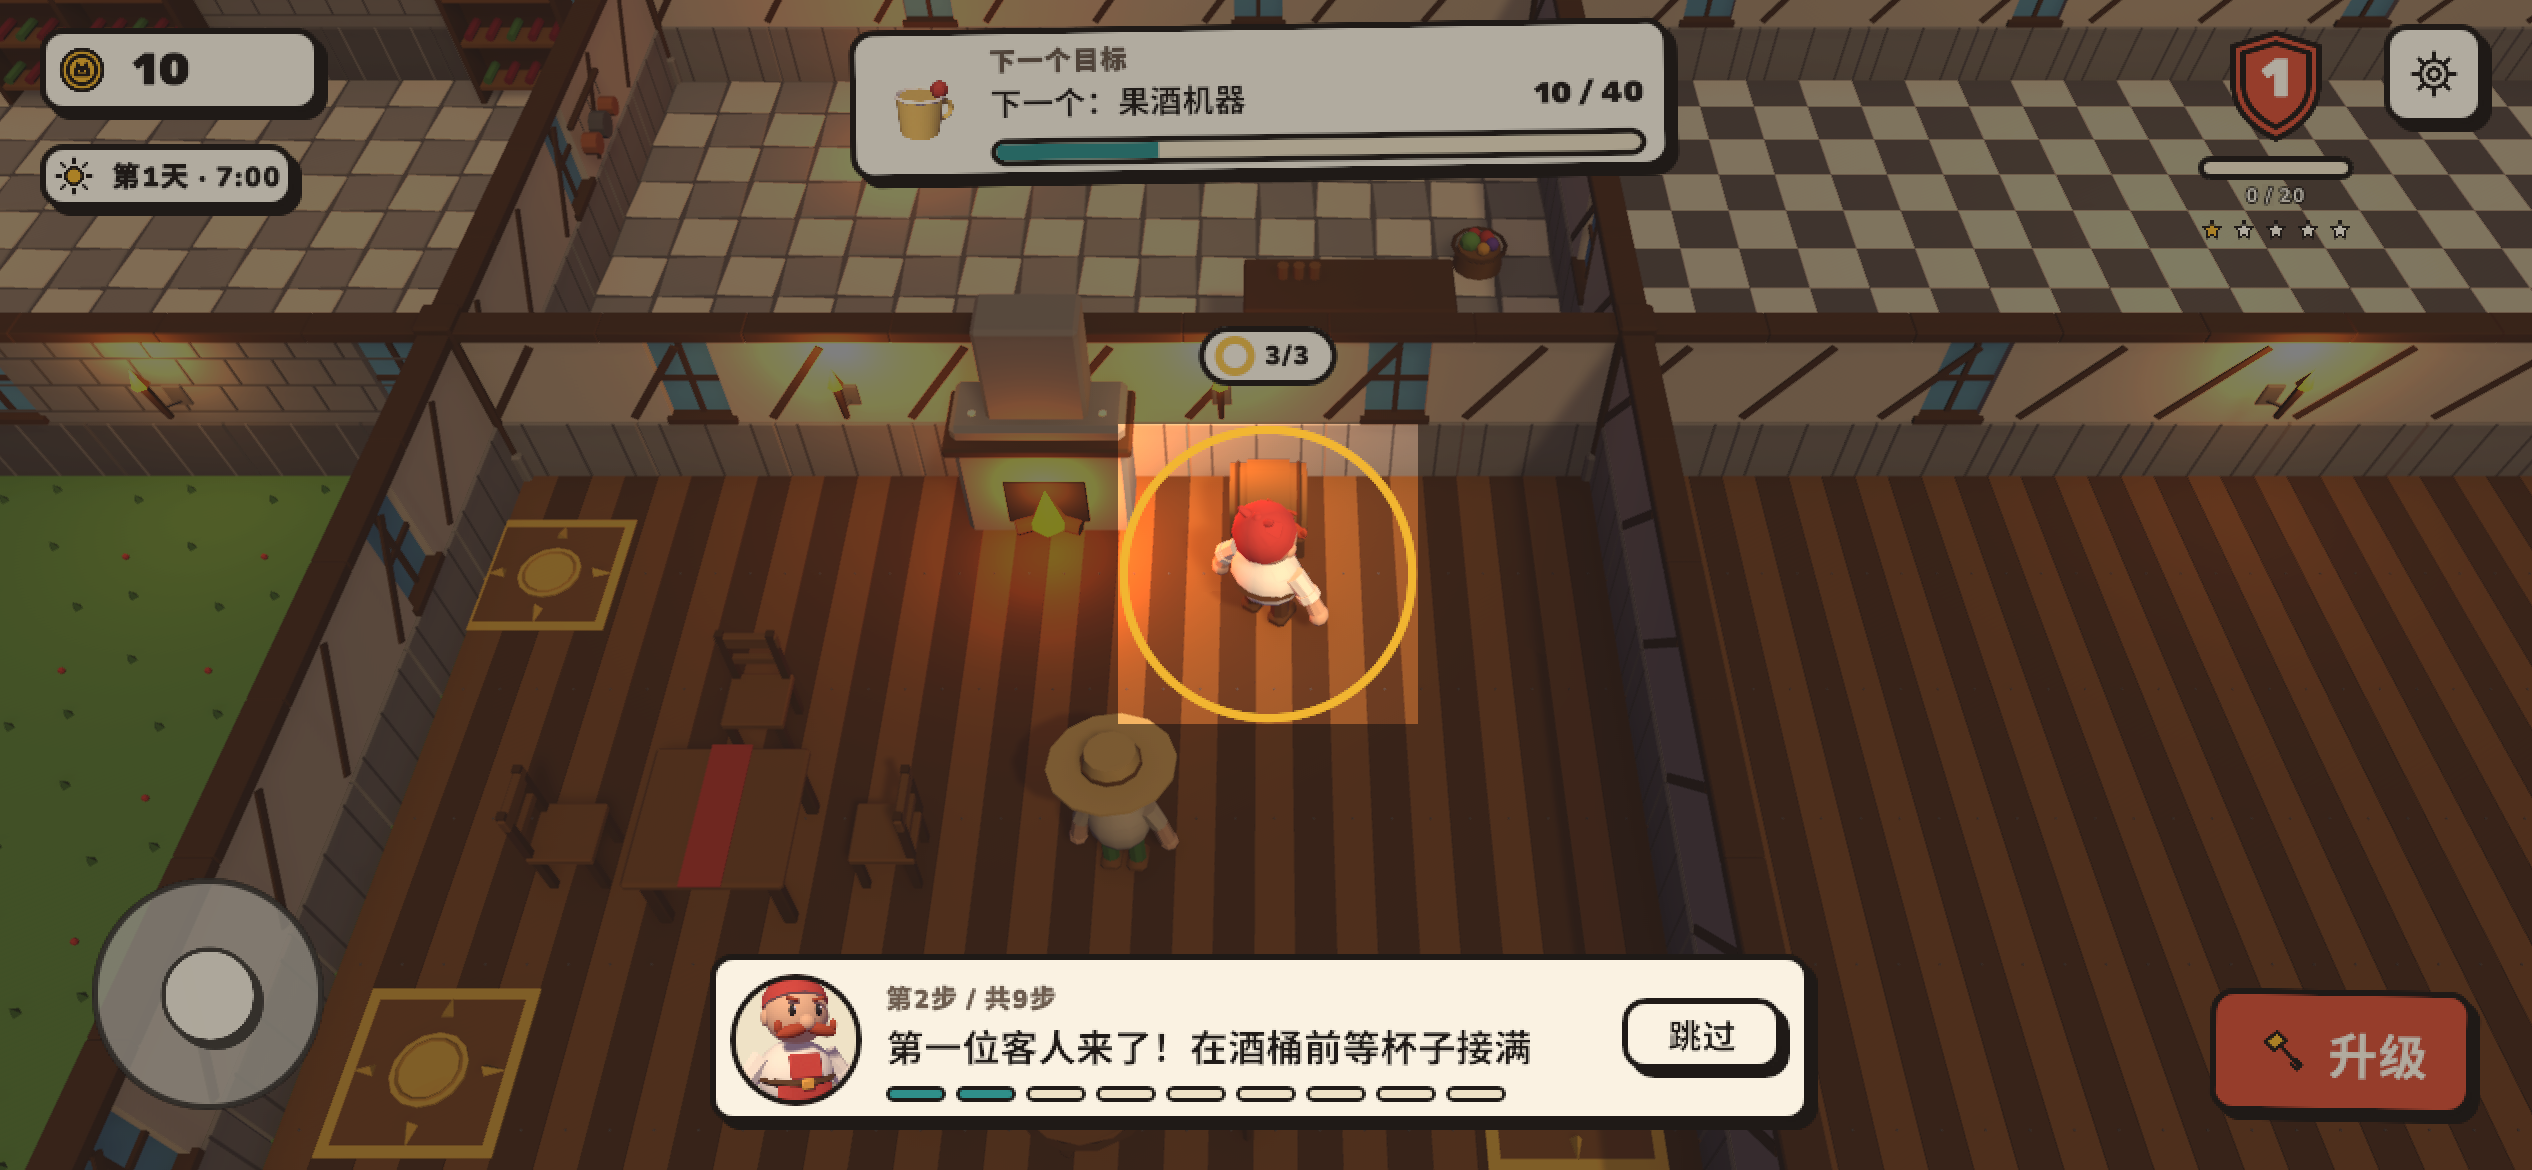 10
第1天 · 7:00
下一个目标
下一个：果酒机器
10 / 40
1
0 / 20
3/3
第2步 / 共9步
第一位客人来了！在酒桶前等杯子接满
跳过
升级